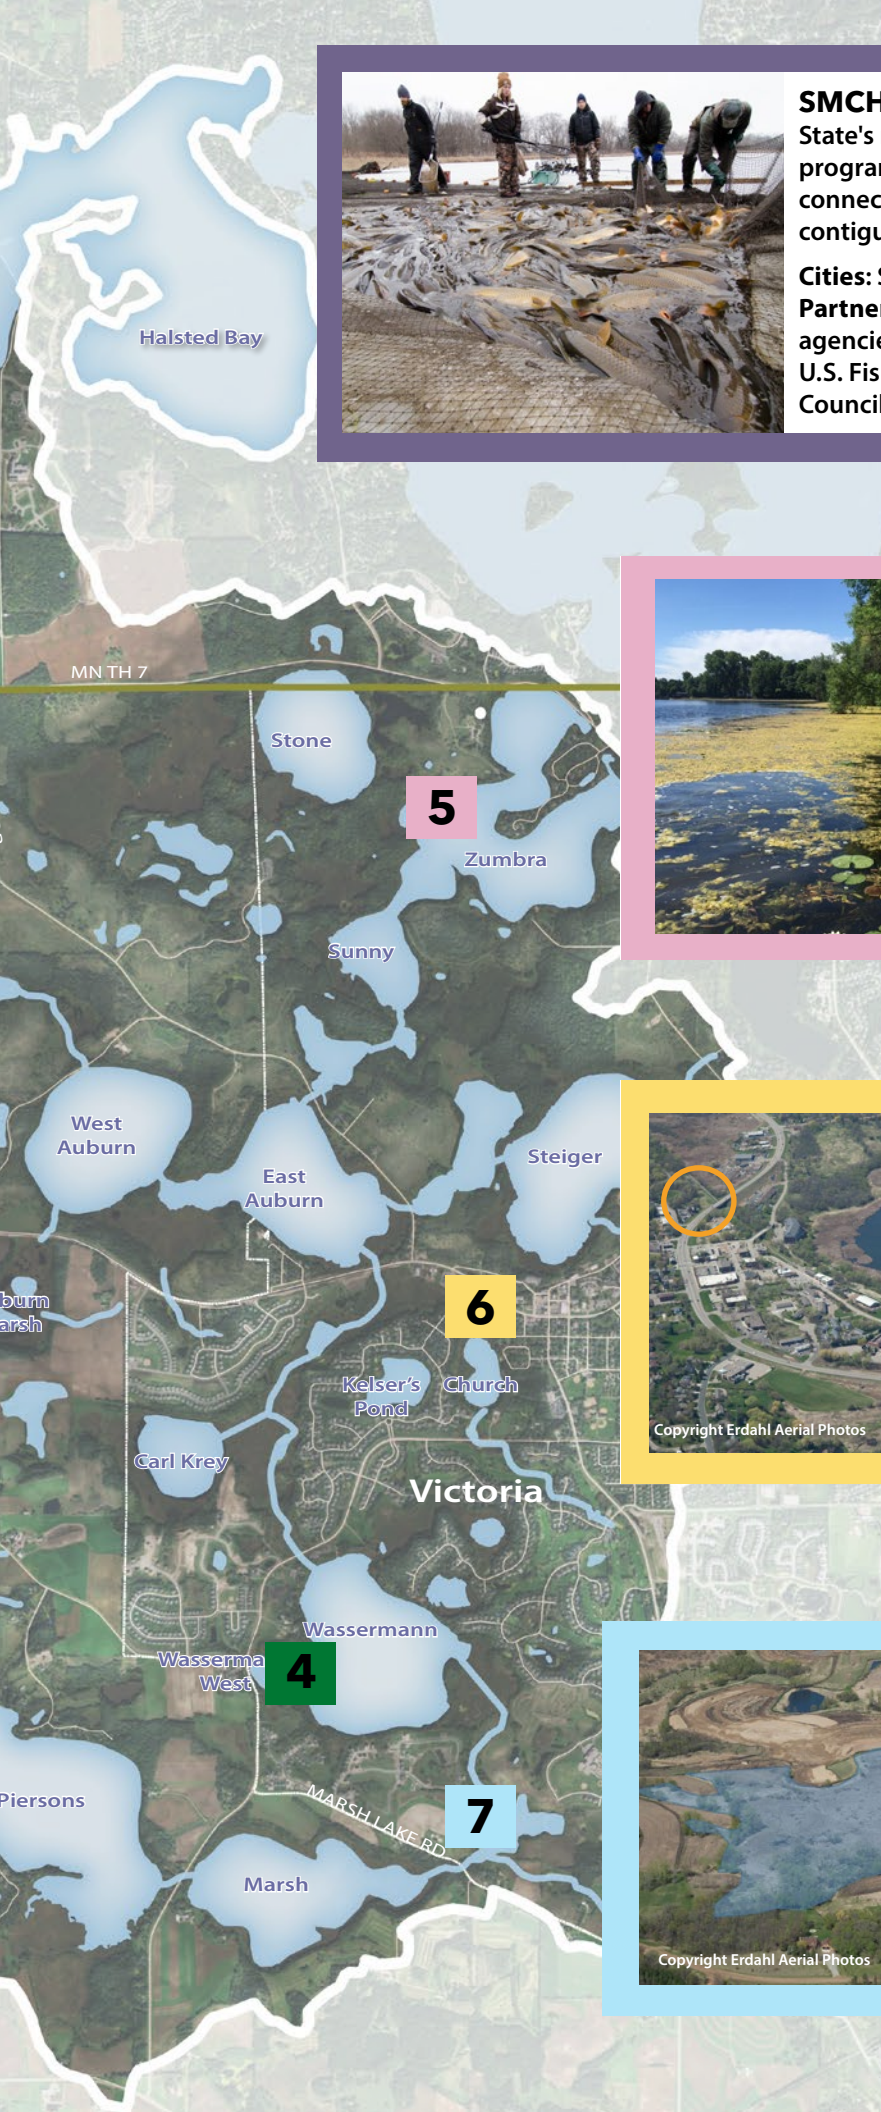 SMCH
State's
connec
contigu
Cities: S
Partner
agencie
U.S. Fis
Council
Halsted Bay
MN TH 7
Stone
5
Zumbra
Sunny
West
Auburn
East
Auburn
Steiger
burn
arsh
6
Kelser's
Pond
Church
Copyright Erdahl Aerial Photos
Carl Krey
Victoria
Wassermann
Wasserma
West
4
Piersons
MARSH LAKE RD
7
Marsh
Copyright Erdahl Aerial Photos